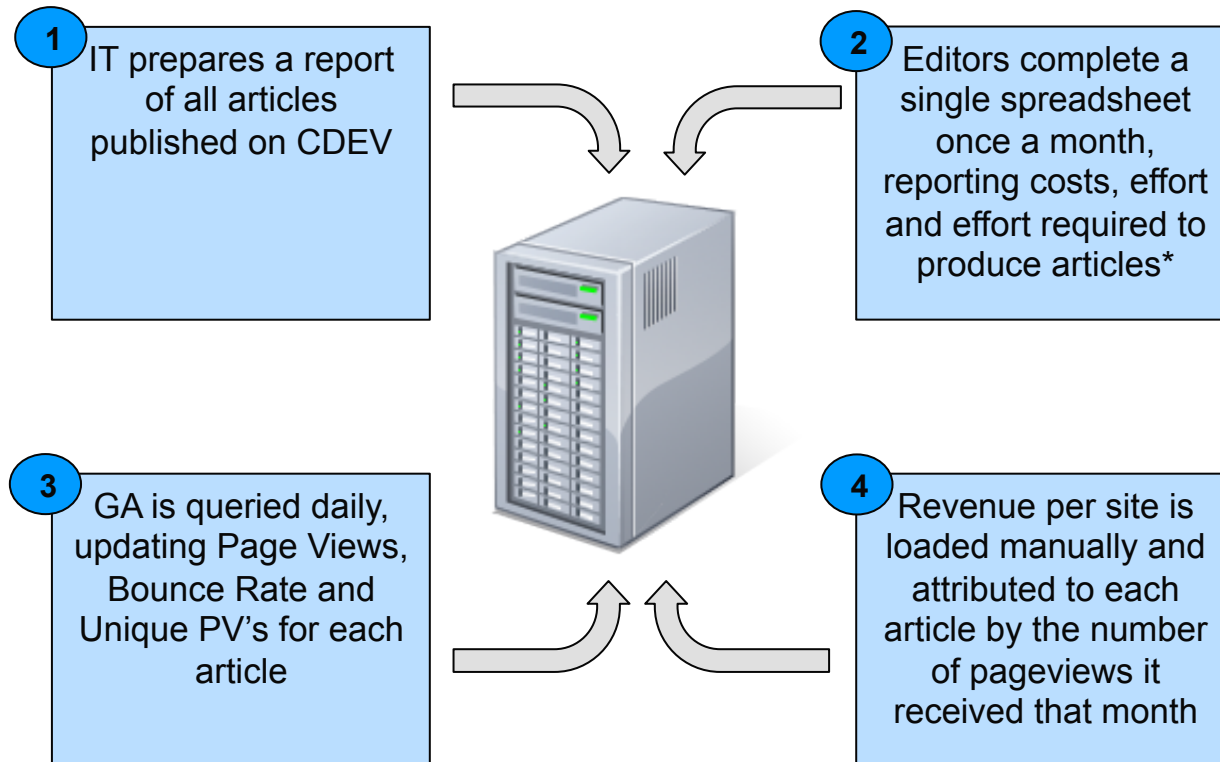 1
IT prepares a report
of all articles
published on CDEV
2
Editors complete a
single spreadsheet
once a month,
reporting costs, effort
and effort required to
produce articles*
3
GA is queried daily,
updating Page Views,
Bounce Rate and
Unique PV’s for each
article
4
Revenue per site is
loaded manually and
attributed to each
article by the number
of pageviews it
received that month